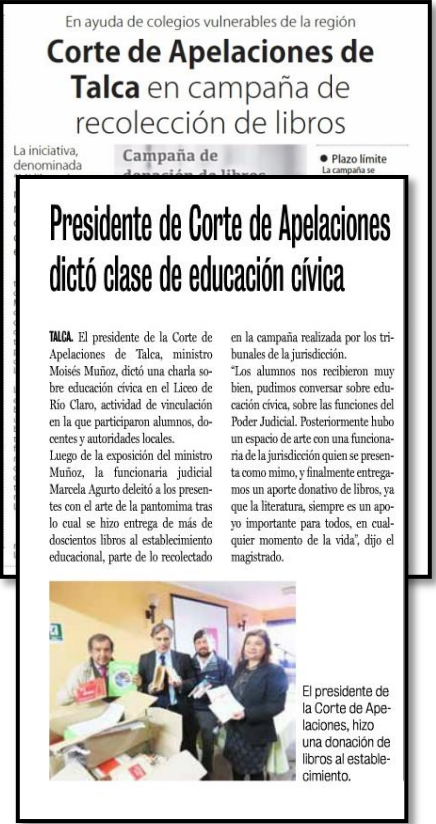 En ayuda de colegios vulnerables de la región
Corte de Apelaciones de
Talca en campaña de
recolección de libros
La iniciativa,
denominada
Campaña de
donación de libros
● Plazo límite
La campaña se
Presidente de Corte de Apelaciones
dictó clase de educación cívica
TALCA. El presidente de la Corte de
Apelaciones de Talca, ministro
Moisés Muñoz, dictó una charla so-
bre educación cívica en el Liceo de
Río Claro, actividad de vinculación
en la que participaron alumnos, do-
centes y autoridades locales.
Luego de la exposición del ministro
Muñoz, la funcionaria judicial
Marcela Agurto deleitó a los presen-
tes con el arte de la pantomima tras
lo cual se hizo entrega de más de
doscientos libros al establecimiento
educacional, parte de lo recolectado
en la campaña realizada por los tri-
bunales de la jurisdicción.
“Los alumnos nos recibieron muy
bien, pudimos conversar sobre edu-
cación cívica, sobre las funciones del
Poder Judicial. Posteriormente hubo
un espacio de arte con una funciona-
ria de la jurisdicción quien se presen-
ta como mimo, y finalmente entrega-
mos un aporte donativo de libros, ya
que la literatura, siempre es un apo-
yo importante para todos, en cual-
quier momento de la vida”, dijo el
magistrado.
El presidente de
la Corte de Ape-
laciones, hizo
una donación de
libros al estable-
cimiento.